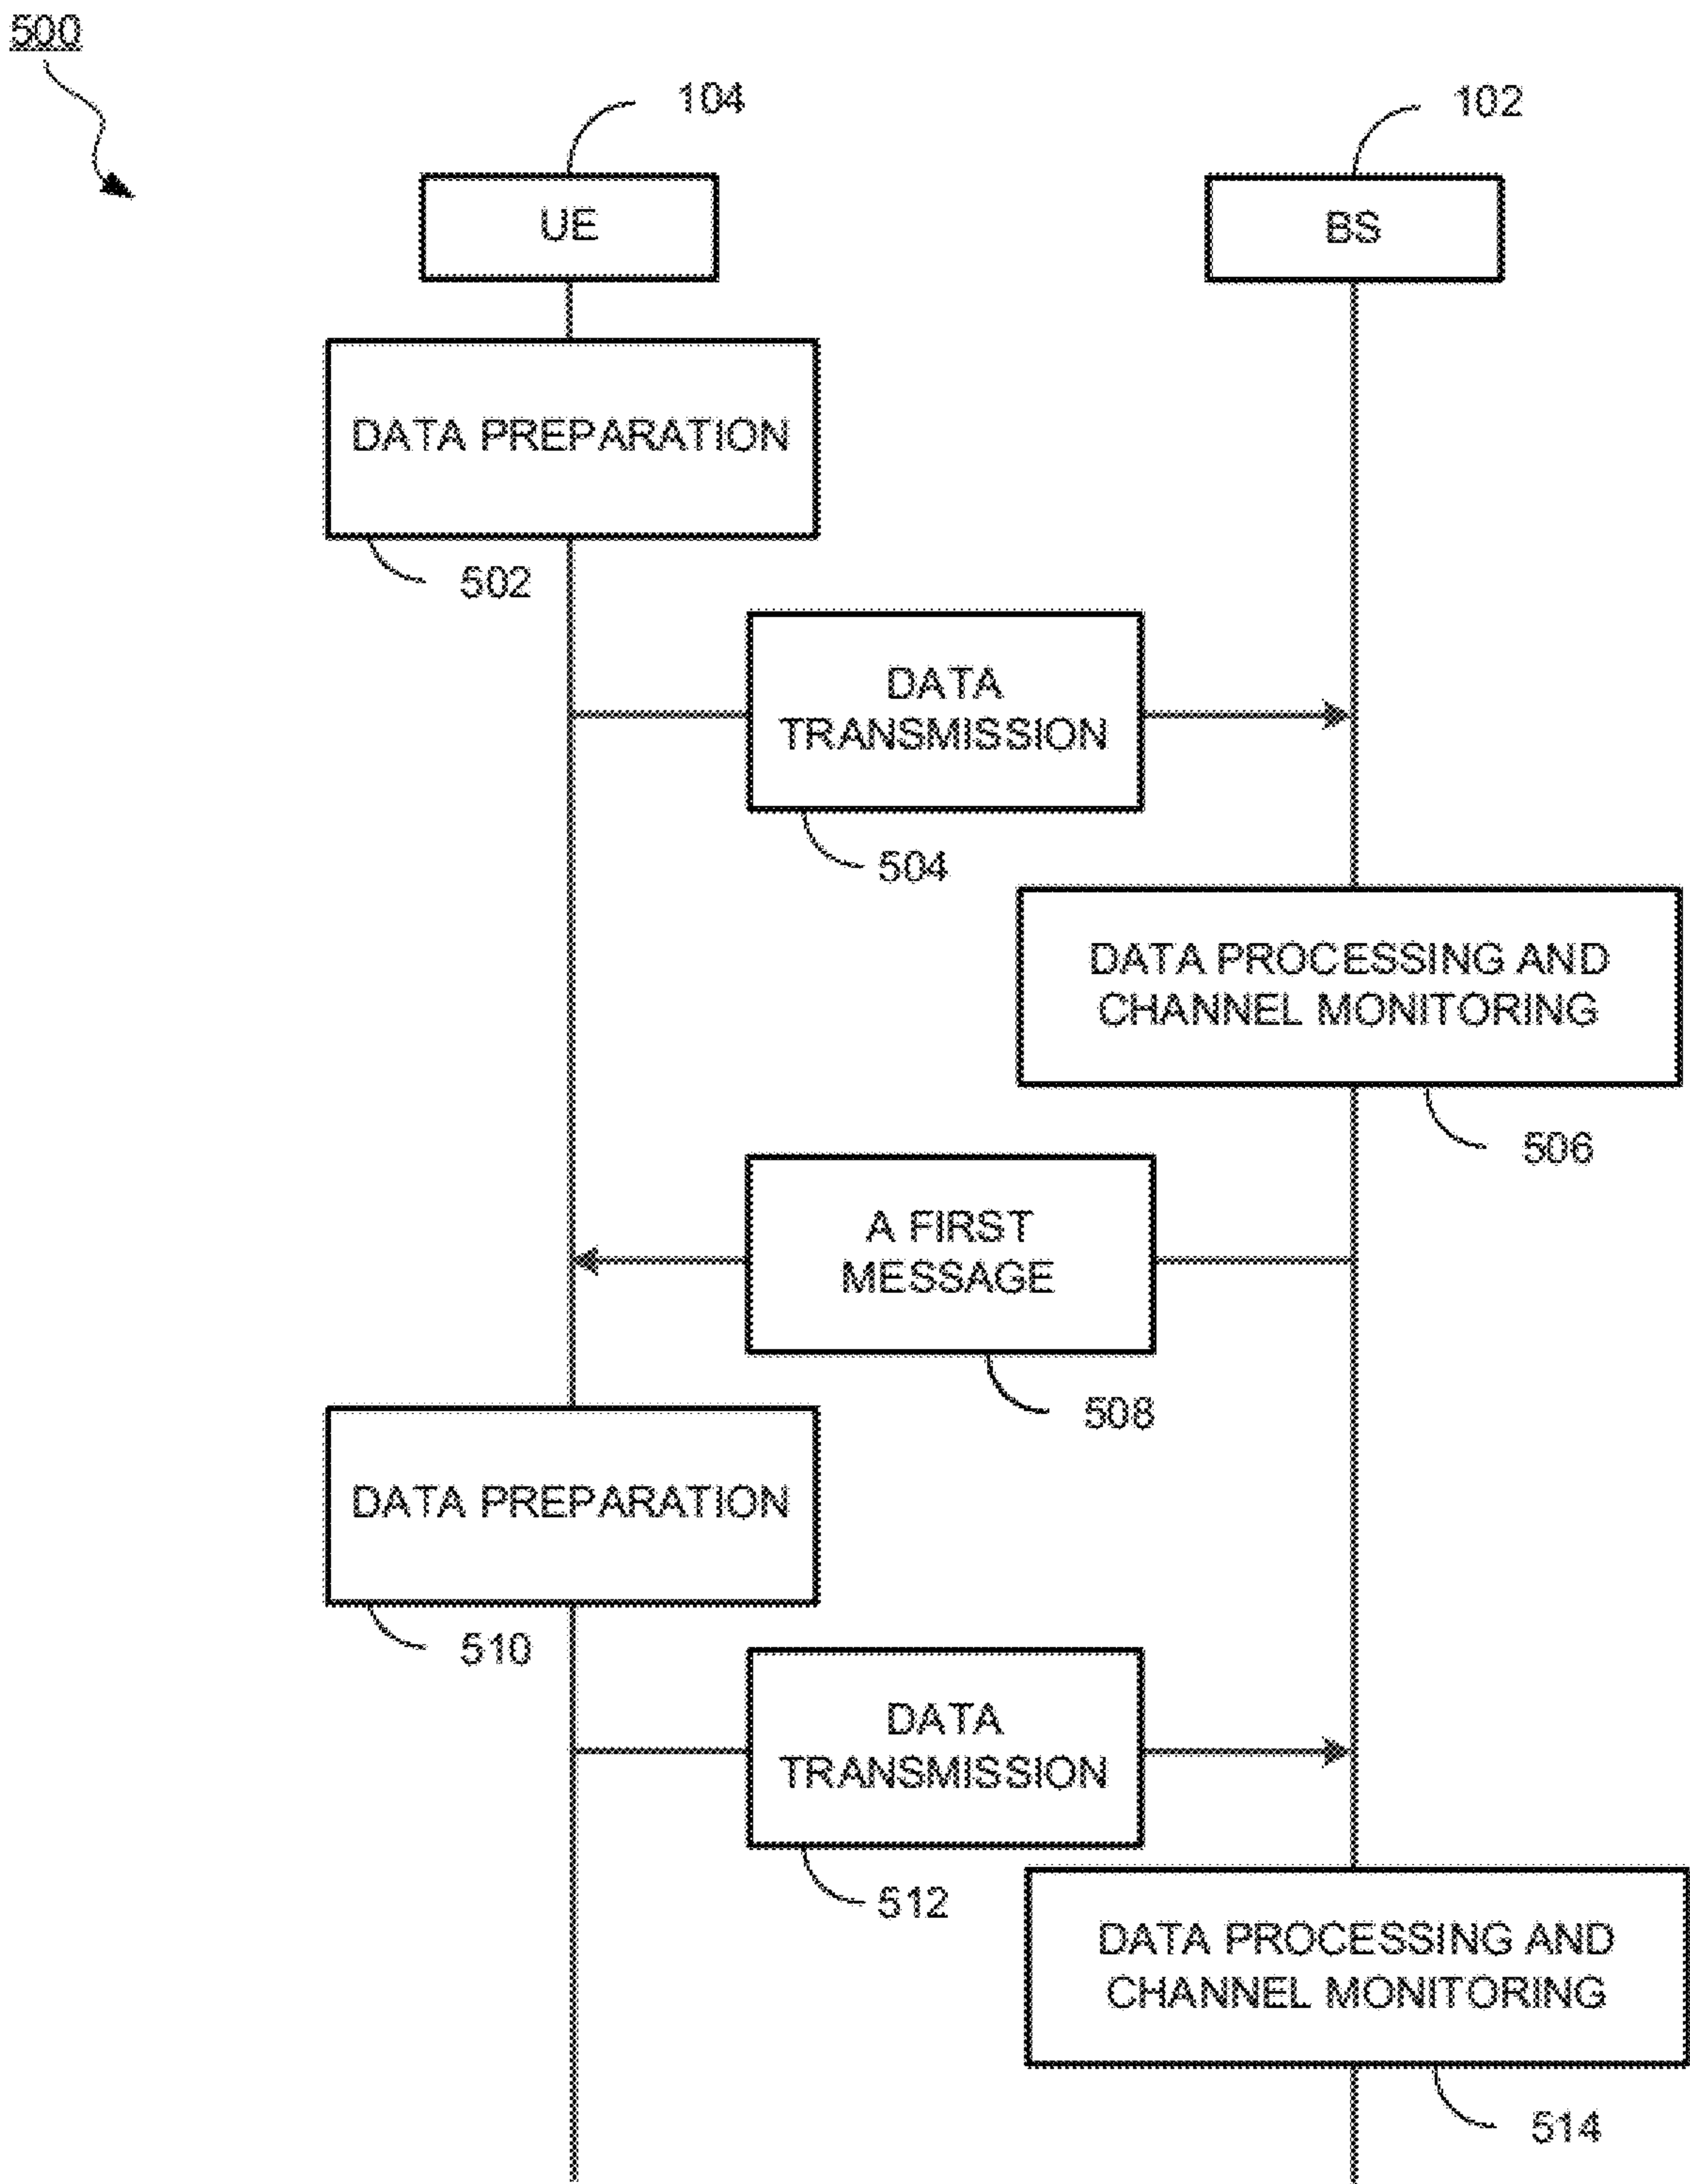 500
104
102
UE
BS
DATA PREPARATION
502
DATA
TRANSMISSION
504
DATA PROCESSING AND
CHANNEL MONITORING
506
A FIRST
MESSAGE
508
DATA PREPARATION
510
DATA
TRANSMISSION
512
DATA PROCESSING AND
CHANNEL MONITORING
514